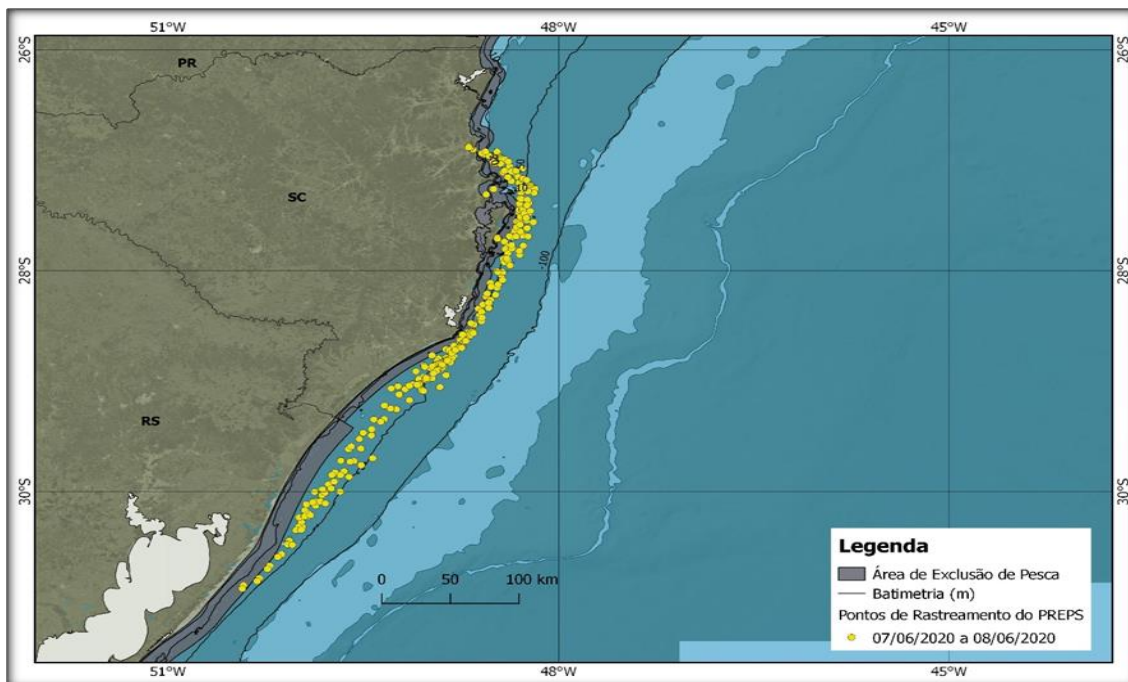 51°W 48°W 45°W
26°S 26°S
PR
SC
-10
28°S 28°S
-100
RS
30°S 30°S
Legenda
Área de Exclusão de Pesca
Batimetria (m)
Pontos de Rastreamento do PREPS
07/06/2020 a 08/06/2020
0 50 100 km
51°W 48°W 45°W